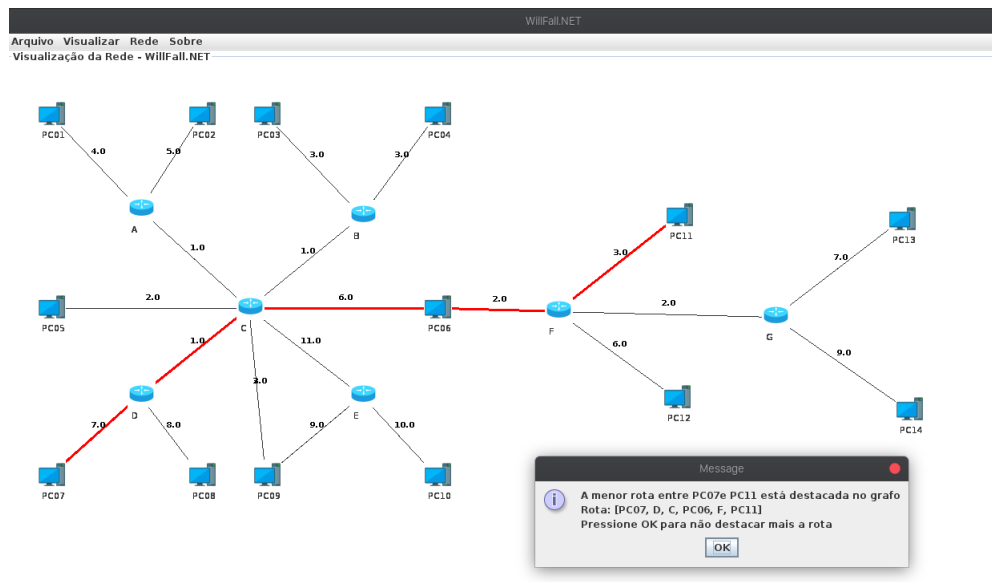 WillFall.NET
Arquivo Visualizar Rede Sobre
Visualização da Rede - WillFall.NET
PC01 PC02 PC03 PC04
4.0 5.0 3.0 3.0
A B
PC11 PC13
1.0 1.0 3.0 7.0
2.0 6.0 2.0 2.0
PC05 C PC06 F G
1.0 11.0 6.0 9.0
D E
PC12 PC14
7.0 8.0 9.0 10.0
PC07 PC08 PC09 PC10
Message
A menor rota entre PC07e PC11 está destacada no grafo
Rota: [PC07, D, C, PC06, F, PC11]
Pressione OK para não destacar mais a rota
OK